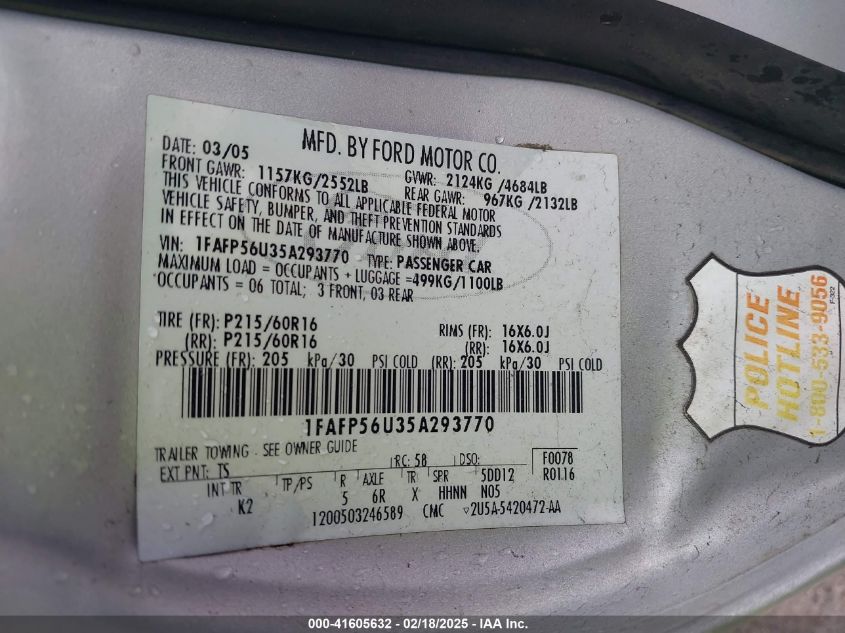 MFD. BY FORD MOTOR CO.
DATE: 03/05
GVWR: 2124KG /4684LB
FRONT GAWR: 1157KG/2552LB
REAR GAWR: 967KG /2132LB
THIS VEHICLE CONFORMS TO ALL APPLICABLE FEDERAL MOTOR
VEHICLE SAFETY, BUMPER, AND THEFT PREVENTION STANDARDS
IN EFFECT ON THE DATE OF MANUFACTURE SHOWN ABOVE.
VIN: 1FAFP56U35A293770 TYPE: PASSENGER CAR
MAXIMUM LOAD = OCCUPANTS + LUGGAGE =499KG/1100LB
OCCUPANTS = 06 TOTAL; 3 FRONT, 03 REAR
TIRE (FR): P215/60R16 RIMS (FR): 16X6.0J
(RR): P215/60R16 (RR): 16X6.0J
PRESSURE (FR): 205 kPa/30 PSI COLD (RR): 205 kPa/30 PSI COLD
1FAFP56U35A293770
TRAILER TOWING - SEE OWNER GUIDE
EXT PNT: TS RC: 58 DSO: F0078
INT TR TP/PS R AXLE TR SPR 5DD12 R0116
K2 5 6R X HHNN N05
1200503246589 CMC ▽2U5A-5420472-AA
POLICE
HOTLINE
1-800-533-9056
F-322
000-41605632 - 02/18/2025 - IAA Inc.